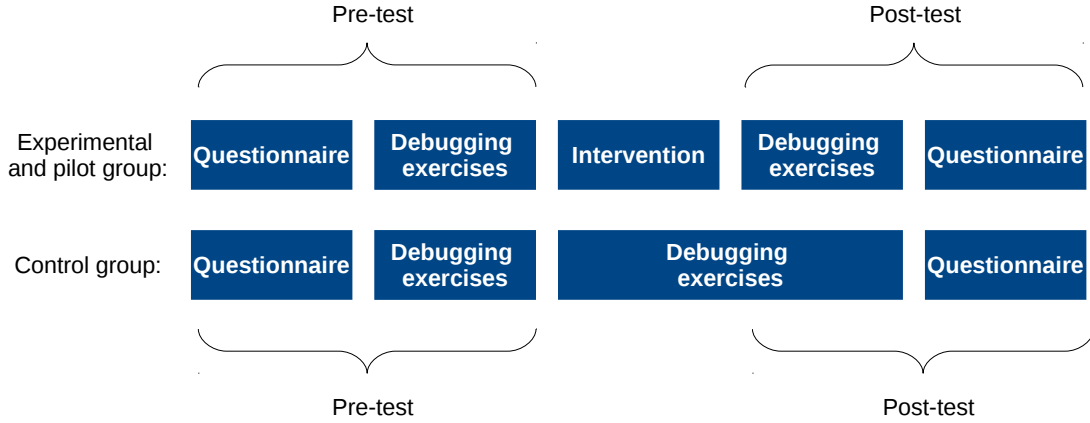 Pre-test
Post-test
Experimental
and pilot group:
Questionnaire
Debugging
exercises
Intervention
Debugging
exercises
Questionnaire
Control group:
Questionnaire
Debugging
exercises
Debugging
exercises
Questionnaire
Pre-test
Post-test